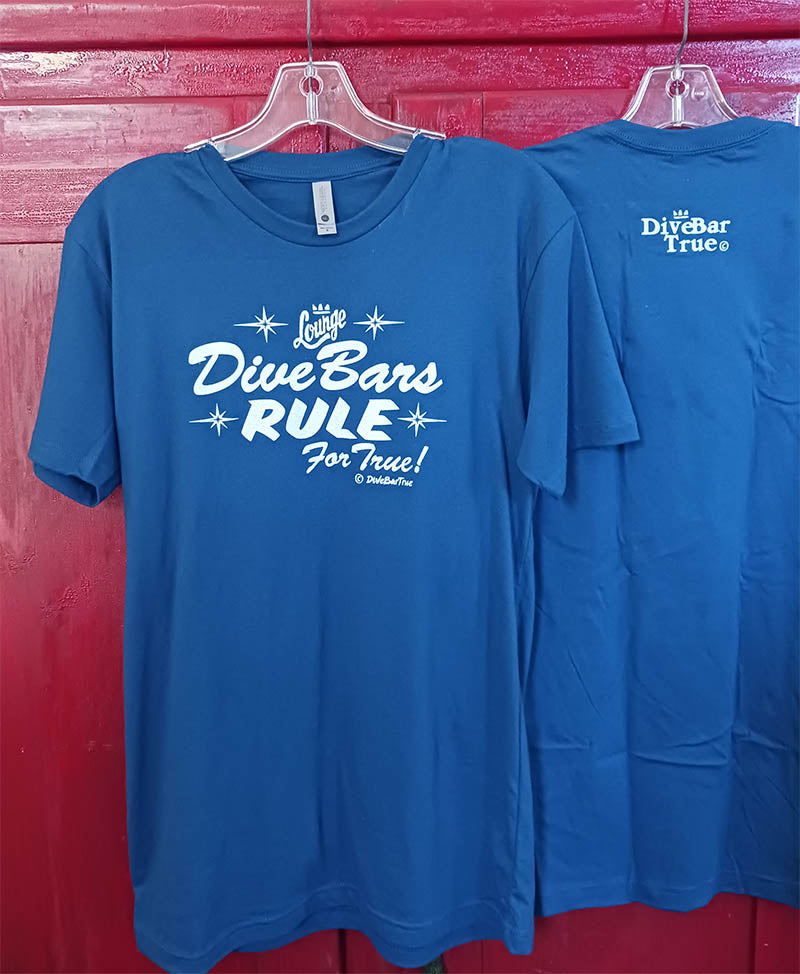 Lounge
Dive Bars
RULE
For True!
© DiveBarTrue
DiveBar
True©